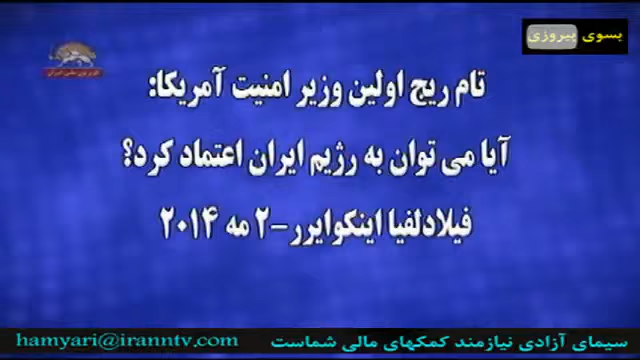 بسوی پیروزی
تام ریج اولین وزیر امنیت آمریکا:
آیا می توان به رژیم ایران اعتماد کرد؟
فیلادلفیا اینکوایرر-۲ مه ۲۰۱۴
سیمای آزادی نیازمند کمکهای مالی شماست hamyari@iranntv.com